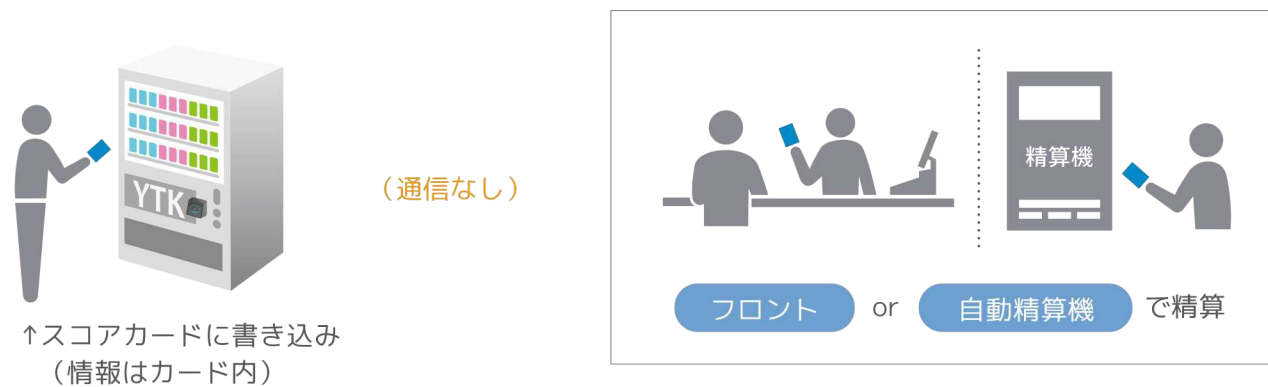 YTK
↑スコアカードに書き込み
(情報はカード内)
(通信なし)
精算機
フロント or 自動精算機 で精算